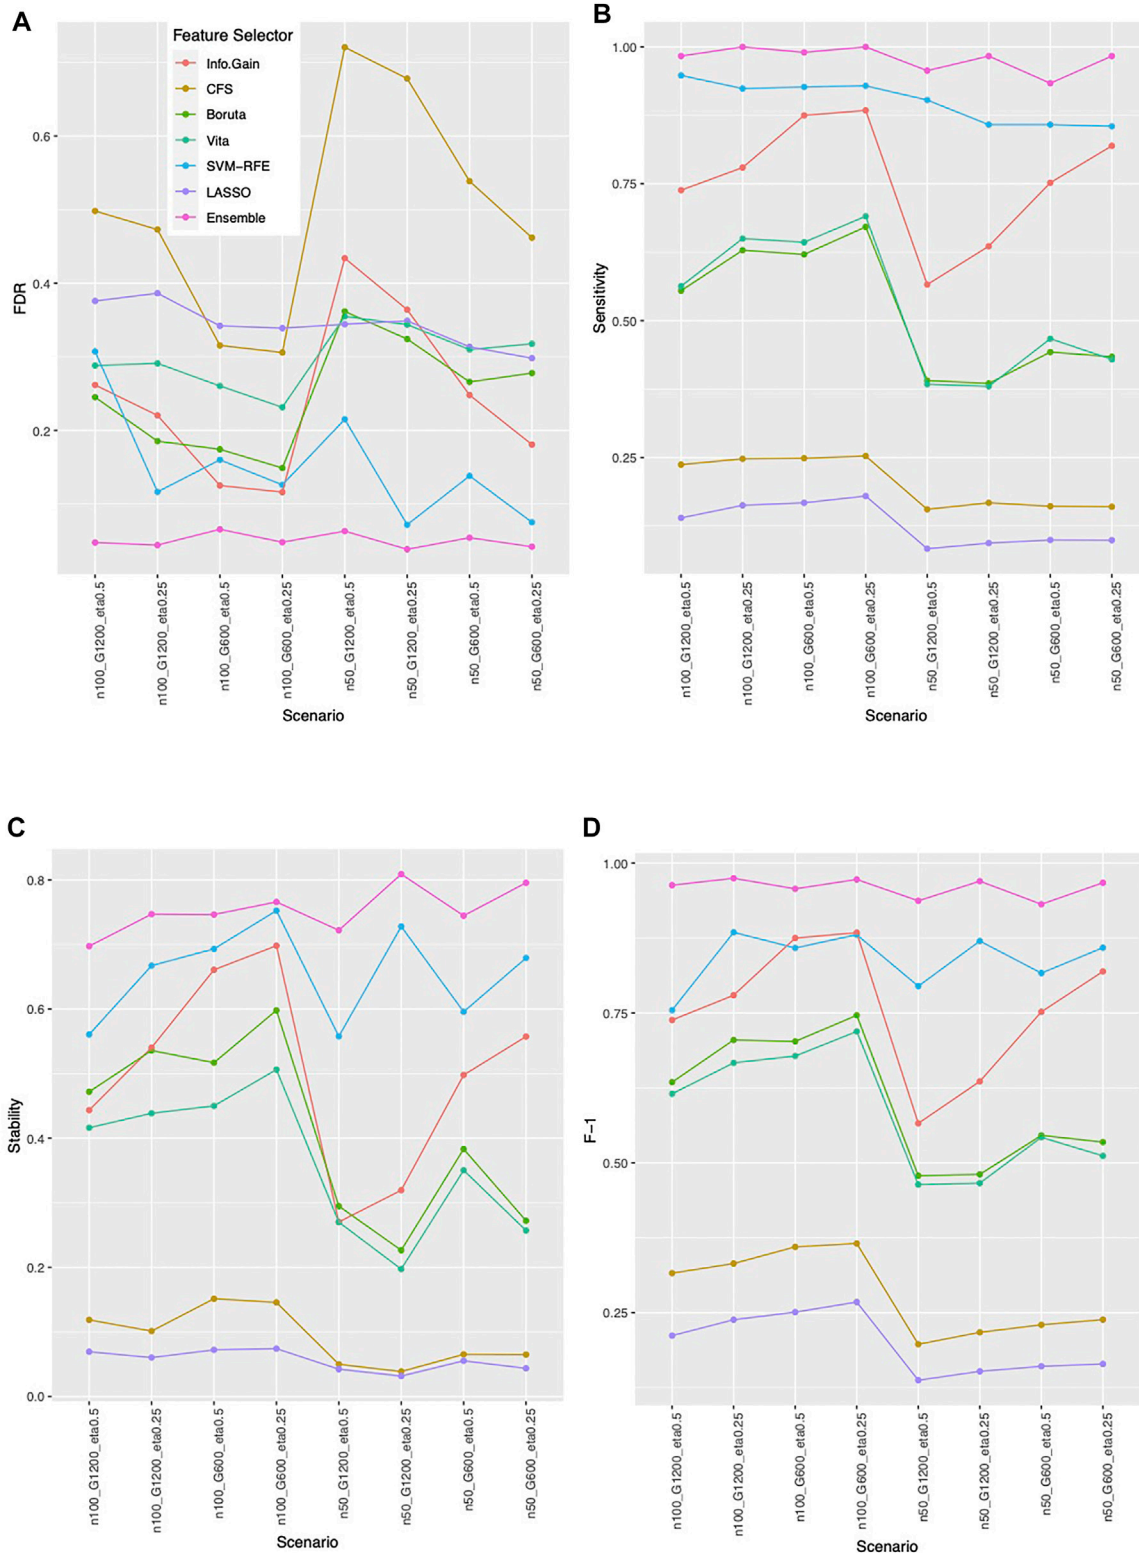 A
Feature Selector
Info.Gain
CFS
Boruta
Vita
SVM-RFE
LASSO
Ensemble
0.6
0.4
0.2
FDR
n100_G1200_eta0.5
n100_G1200_eta0.25
n100_G600_eta0.5
n100_G600_eta0.25
n50_G1200_eta0.5
n50_G1200_eta0.25
n50_G600_eta0.5
n50_G600_eta0.25
Scenario
B
1.00
0.75
0.50
0.25
Sensitivity
n100_G1200_eta0.5
n100_G1200_eta0.25
n100_G600_eta0.5
n100_G600_eta0.25
n50_G1200_eta0.5
n50_G1200_eta0.25
n50_G600_eta0.5
n50_G600_eta0.25
Scenario
C
0.8
0.6
0.4
0.2
0.0
Stability
n100_G1200_eta0.5
n100_G1200_eta0.25
n100_G600_eta0.5
n100_G600_eta0.25
n50_G1200_eta0.5
n50_G1200_eta0.25
n50_G600_eta0.5
n50_G600_eta0.25
Scenario
D
1.00
0.75
0.50
0.25
F-1
n100_G1200_eta0.5
n100_G1200_eta0.25
n100_G600_eta0.5
n100_G600_eta0.25
n50_G1200_eta0.5
n50_G1200_eta0.25
n50_G600_eta0.5
n50_G600_eta0.25
Scenario